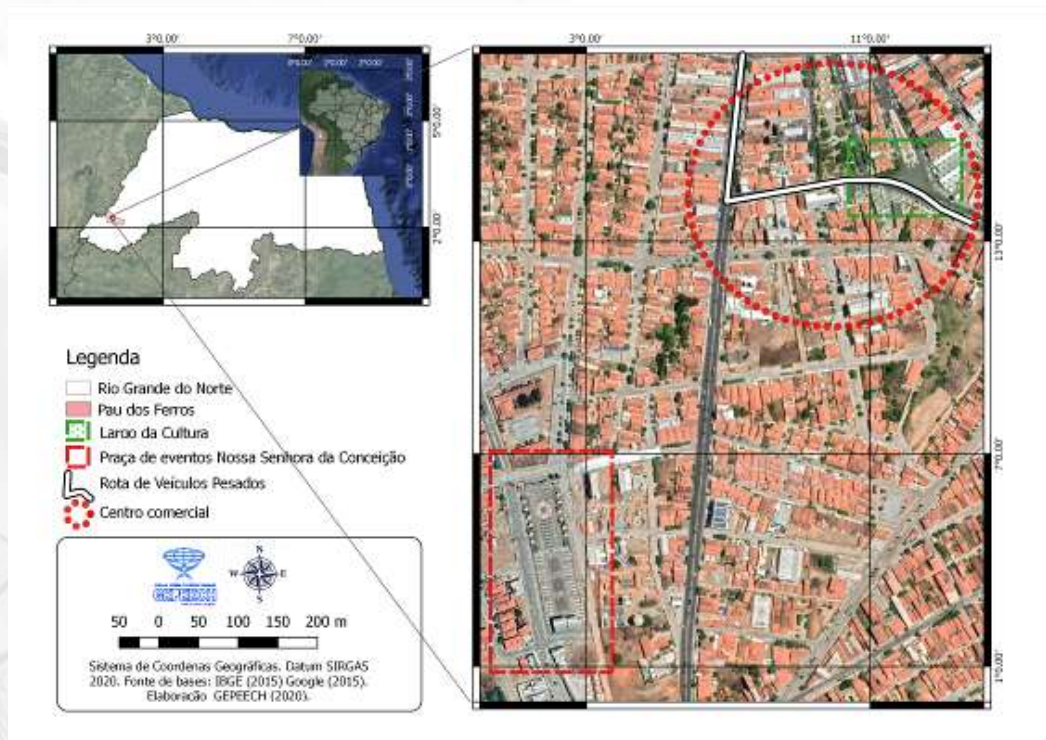 3°0.00' 7°0.00'
5°0.00'
2°0.00'
3°0.00' 11°0.00'
13°0.00'
7°0.00'
1°0.00'
Legenda
Rio Grande do Norte
Pau dos Ferros
Largo da Cultura
Praça de eventos Nossa Senhora da Conceição
Rota de Veículos Pesados
Centro comercial
N
W E
S
GEPEECH
50 0 50 100 150 200 m
Sistema de Coordenas Geográficas. Datum SIRGAS
2020. Fonte de bases: IBGE (2015) Google (2015).
Elaboração GEPEECH (2020).